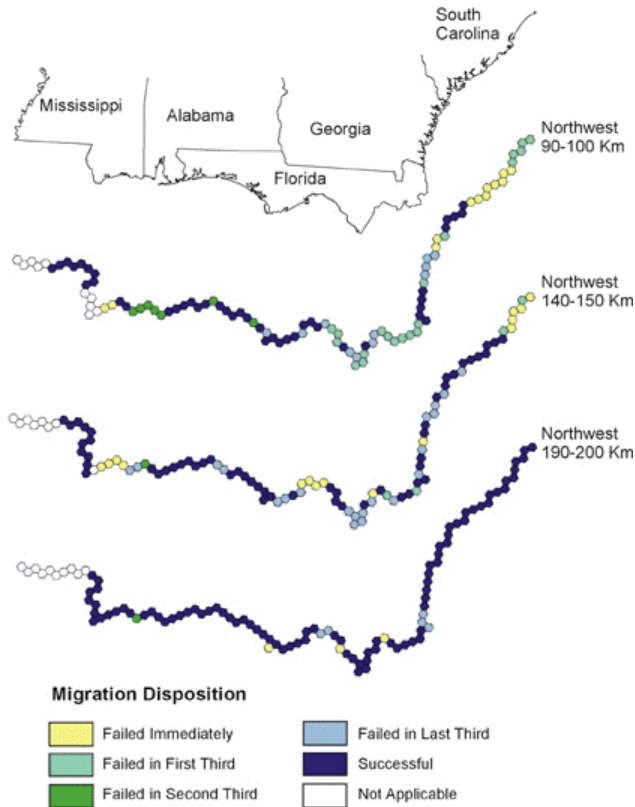 South
Carolina
Mississippi
Alabama
Georgia
Florida
Northwest
90-100 Km
Northwest
140-150 Km
Northwest
190-200 Km
Migration Disposition
Failed Immediately
Failed in First Third
Failed in Second Third
Failed in Last Third
Successful
Not Applicable